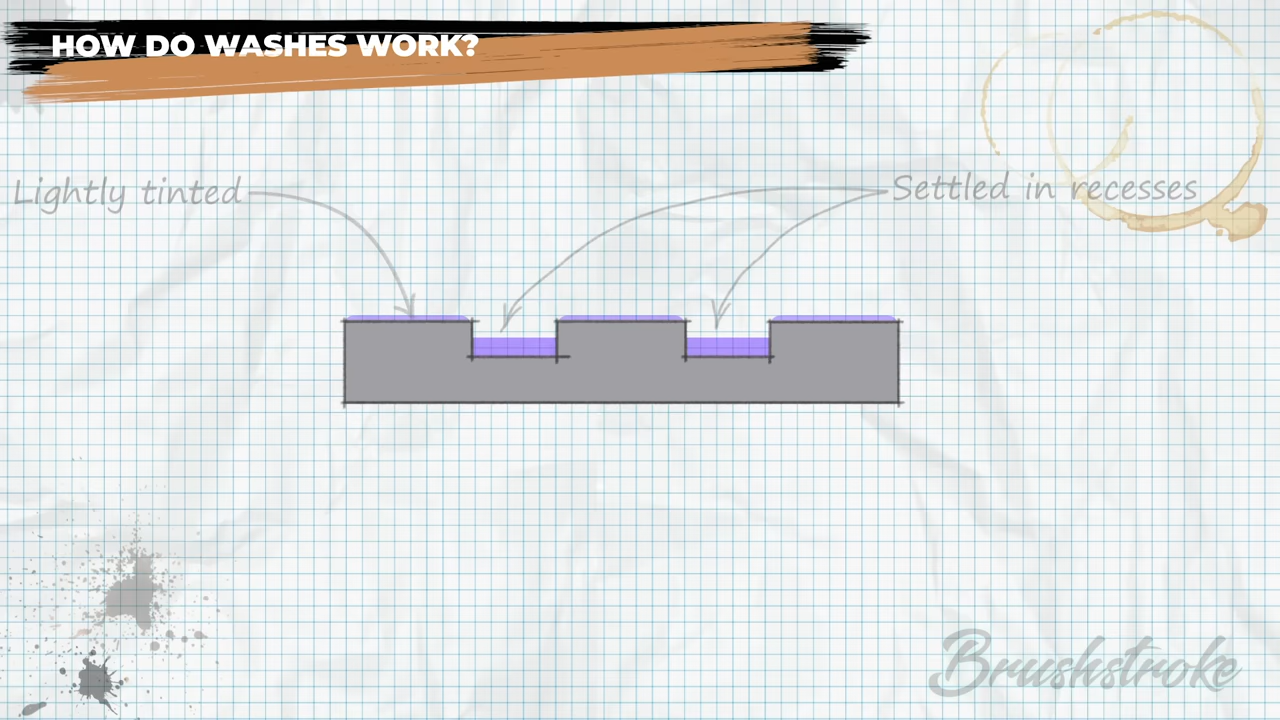 HOW DO WASHES WORK?
Lightly tinted
Settled in recesses
Brushstroke